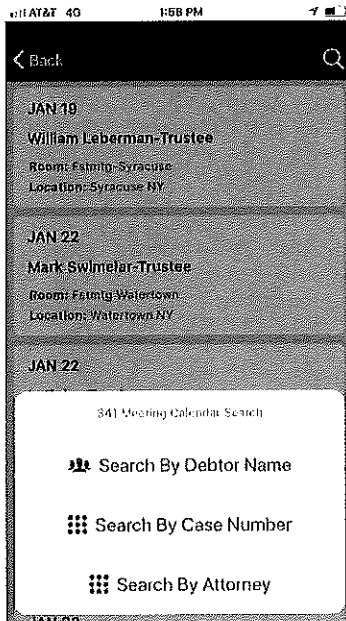 AT&T 4G 1:58 PM
Back
JAN 19
William Leberman-Trustee
Room: Fstmtg-Syracuse
Location: Syracuse NY
JAN 22
Mark Swimelar-Trustee
Room: Fstmtg-Watertown
Location: Watertown NY
JAN 22
341 Meeting Calendar Search
Search By Debtor Name
Search By Case Number
Search By Attorney